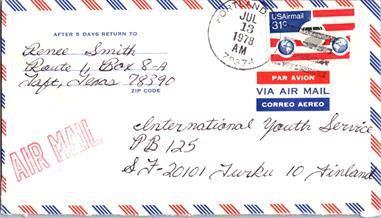 AFTER 5 DAYS RETURN TO
Renee Smith
Route 1, Box 8-A
Taft, Texas 78390
ZIP CODE
PORTLAND
JUL
13
1978
AM
USAirmail
31c
PAR AVION
VIA AIR MAIL
CORREO AEREO
AIR MAIL
International Youth Service
PB 125
SF-20101 Turku 10 Finland